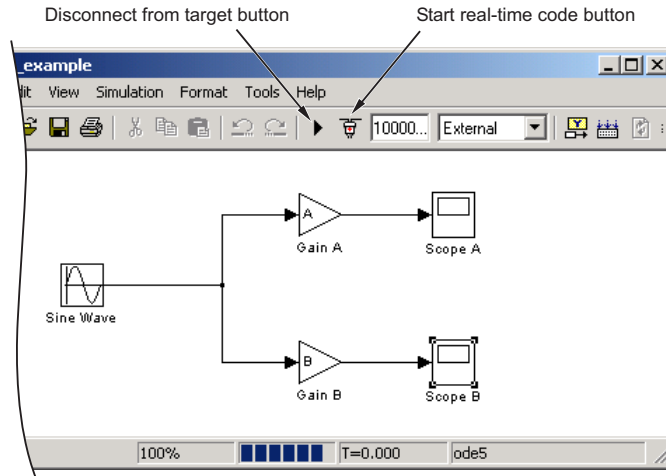 Disconnect from target button
Start real-time code button
_example
dit View Simulation Format Tools Help
10000... External
A
Gain A
Scope A
Sine Wave
B
Gain B
Scope B
100% T=0.000 ode5